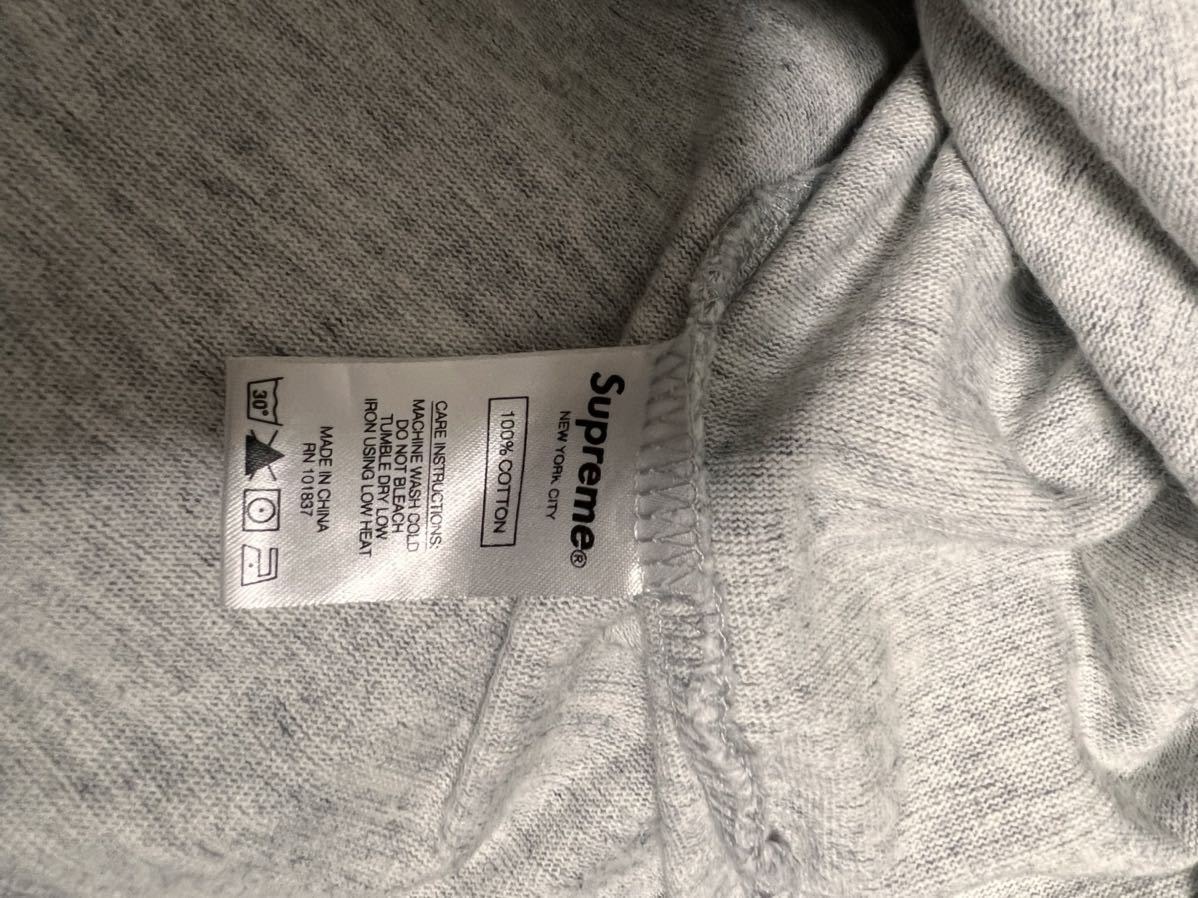 Supreme®
NEW YORK CITY
100% COTTON
CARE INSTRUCTIONS:
MACHINE WASH COLD
DO NOT BLEACH
TUMBLE DRY LOW
IRON USING LOW HEAT
MADE IN CHINA
RN 101837
30°